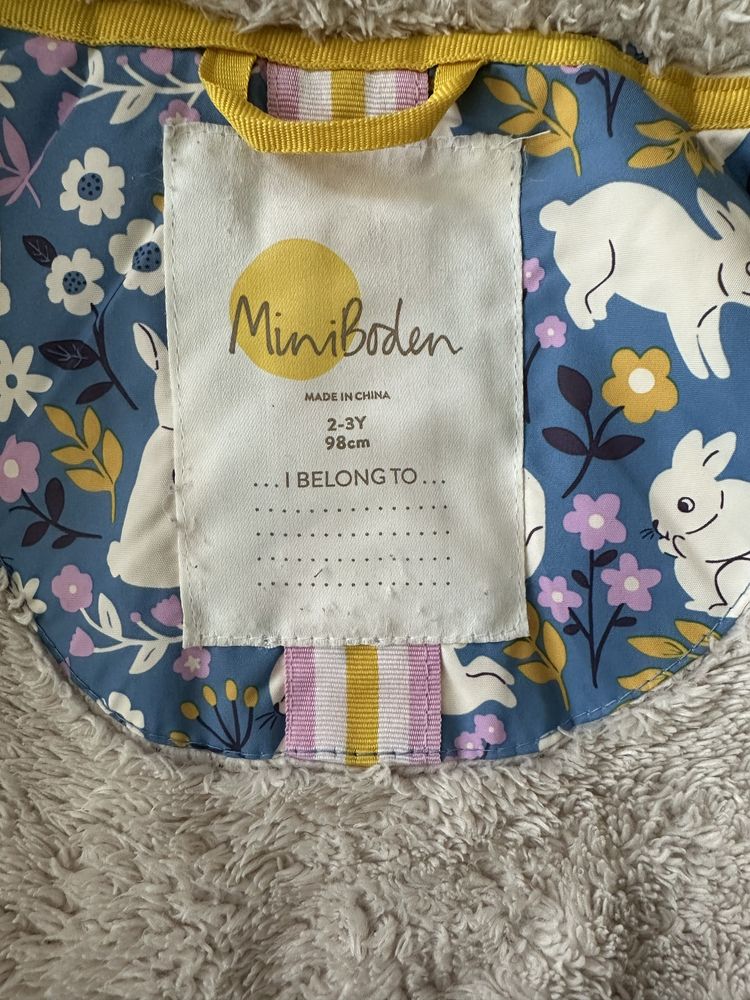 MiniBoden
MADE IN CHINA
2-3Y
98cm
...I BELONG TO...